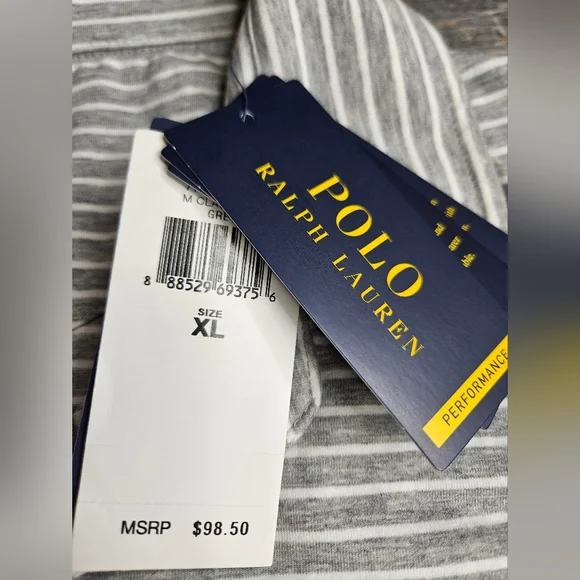 M CLA
GRE
8 88529 69375 6
SIZE
XL
MSRP $98.50
POLO
RALPH LAUREN
PERFORMANCE